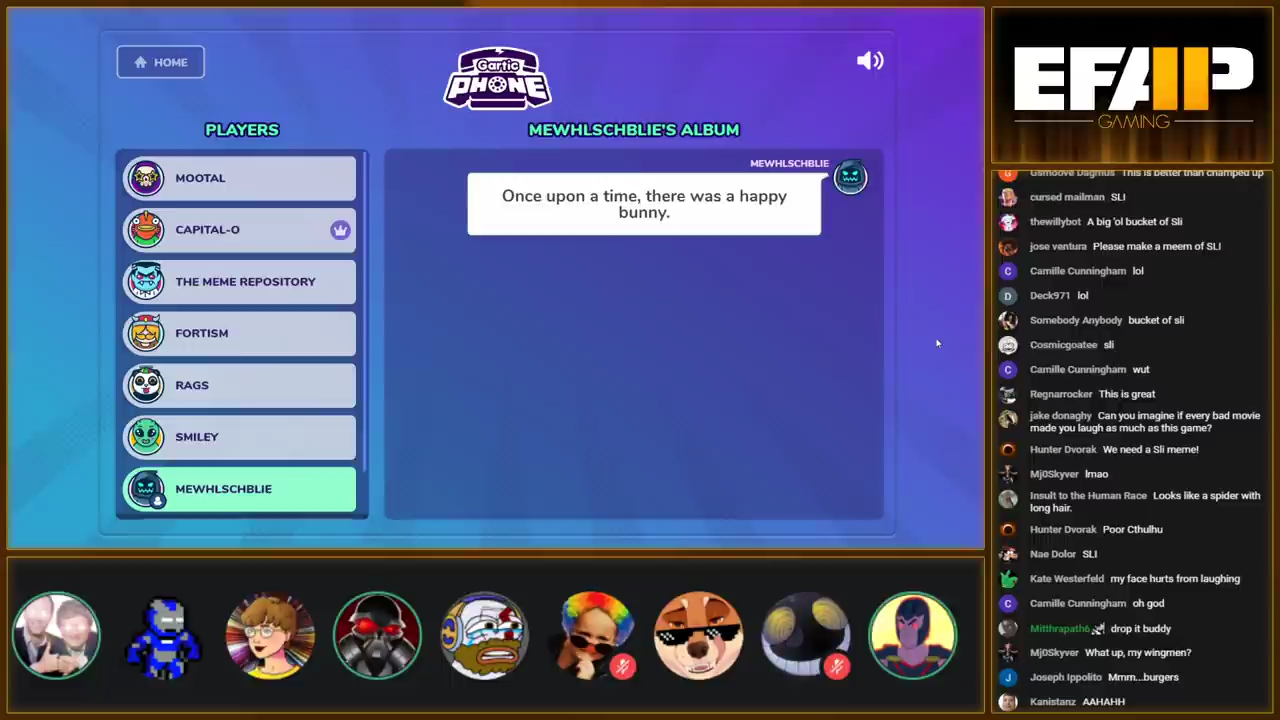 HOME
Gartic
PHONE
PLAYERS
MEWHLSCHBLIE'S ALBUM
MOOTAL
CAPITAL-O
THE MEME REPOSITORY
FORTISM
RAGS
SMILEY
MEWHLSCHBLIE
MEWHLSCHBLIE
Once upon a time, there was a happy
bunny.
EFAP
GAMING
Gsmoove Dagmus This is better than champed up
cursed mailman SLI
thewillybot A big 'ol bucket of Sli
jose ventura Please make a meem of SLI
C Camille Cunningham lol
D Deck971 lol
Somebody Anybody bucket of sli
Cosmicgoatee sli
C Camille Cunningham wut
Regnarrocker This is great
jake donaghy Can you imagine if every bad movie
made you laugh as much as this game?
Hunter Dvorak We need a Sli meme!
Mj0Skyver lmao
Insult to the Human Race Looks like a spider with
long hair.
Hunter Dvorak Poor Cthulhu
Nae Dolor SLI
Kate Westerfeld my face hurts from laughing
C Camille Cunningham oh god
Mitthrapath6 drop it buddy
Mj0Skyver What up, my wingmen?
J Joseph Ippolito Mmm...burgers
Kanistanz AAHAHH